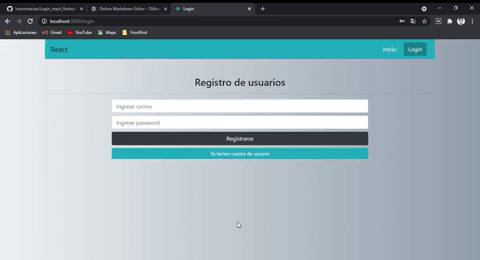 Ivanmacias/Login_react_firebas
Online Markdown Editor - Dillin
Login
localhost:3000/login
Aplicaciones
Gmail
YouTube
Maps
FrontEnd
React
Inicio
Login
Registro de usuarios
Ingrese correo
Ingrese password
Registrarse
Ya tienes cuenta de usuario